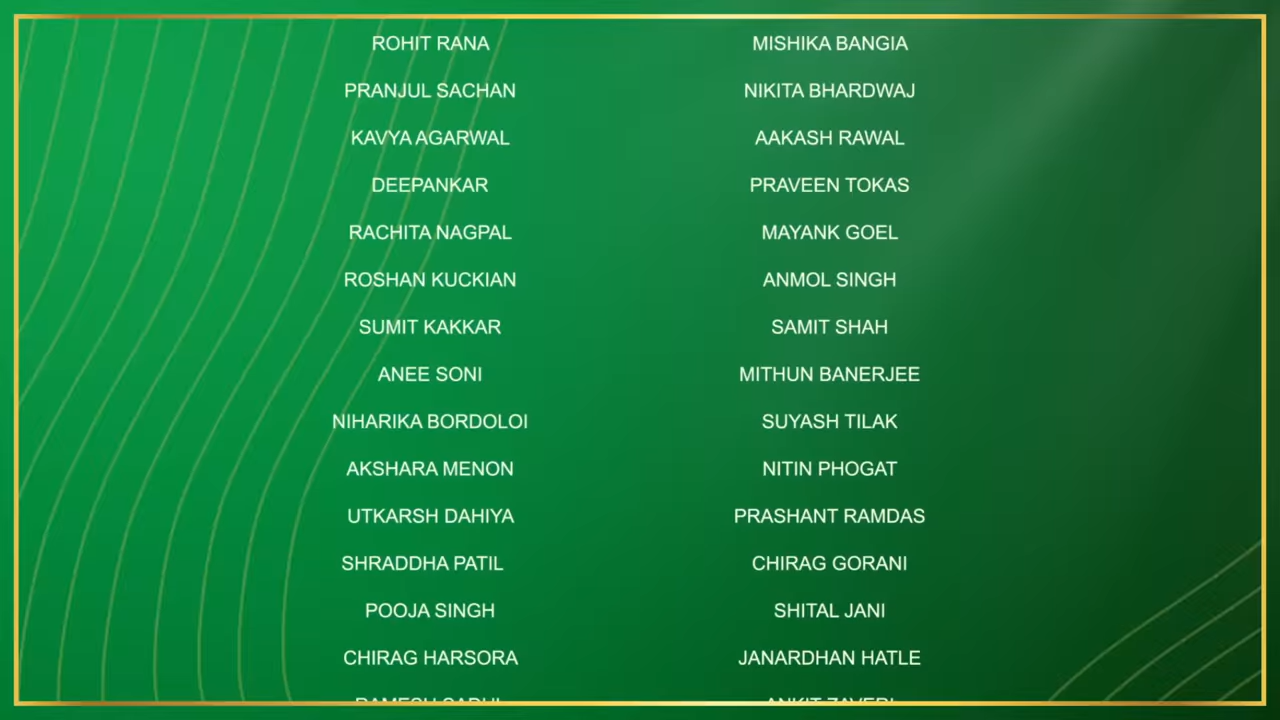 ROHIT RANA
MISHIKA BANGIA
PRANJUL SACHAN
NIKITA BHARDWAJ
KAVYA AGARWAL
AAKASH RAWAL
DEEPANKAR
PRAVEEN TOKAS
RACHITA NAGPAL
MAYANK GOEL
ROSHAN KUCKIAN
ANMOL SINGH
SUMIT KAKKAR
SAMIT SHAH
ANEE SONI
MITHUN BANERJEE
NIHARIKA BORDOLOI
SUYASH TILAK
AKSHARA MENON
NITIN PHOGAT
UTKARSH DAHIYA
PRASHANT RAMDAS
SHRADDHA PATIL
CHIRAG GORANI
POOJA SINGH
SHITAL JANI
CHIRAG HARSORA
JANARDHAN HATLE